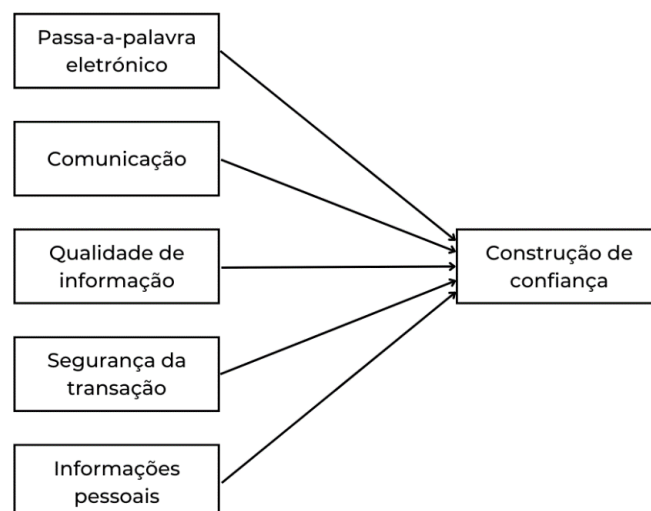 Passa-a-palavra
eletrónico
Comunicação
Qualidade de
informação
Segurança da
transação
Informações
pessoais
Construção de
confiança